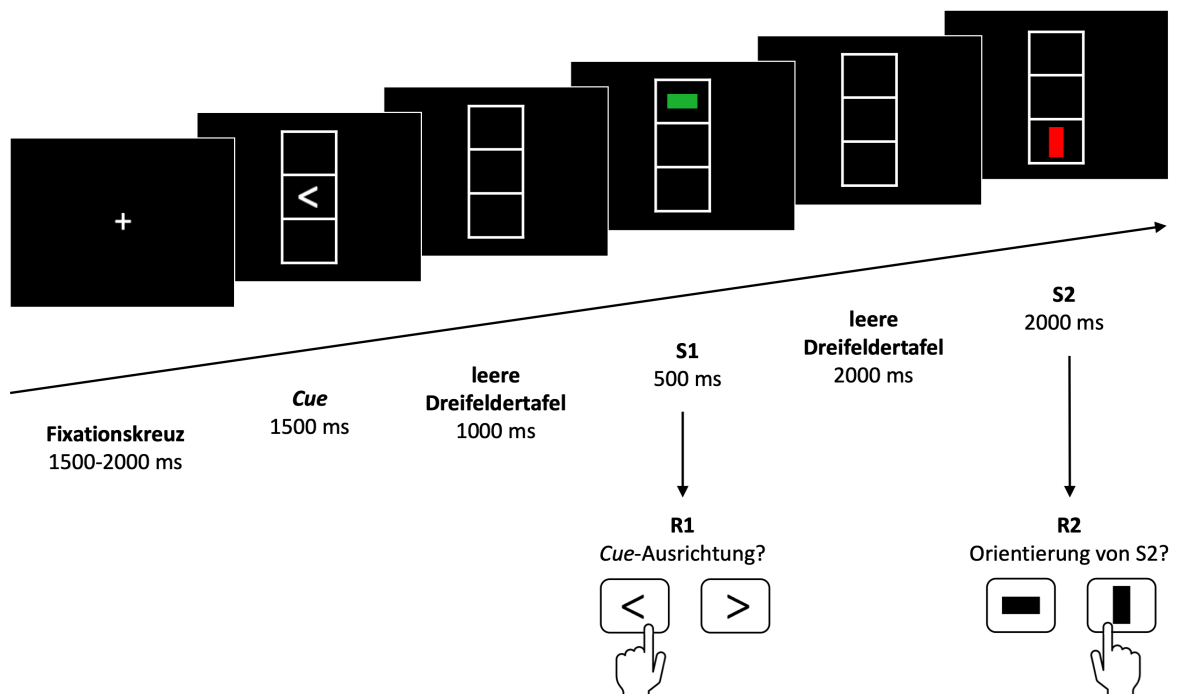 +
<
Fixationskreuz
1500-2000 ms
Cue
1500 ms
leere
Dreifeldertafel
1000 ms
S1
500 ms
leere
Dreifeldertafel
2000 ms
S2
2000 ms
R1
Cue-Ausrichtung?
< >
R2
Orientierung von S2?